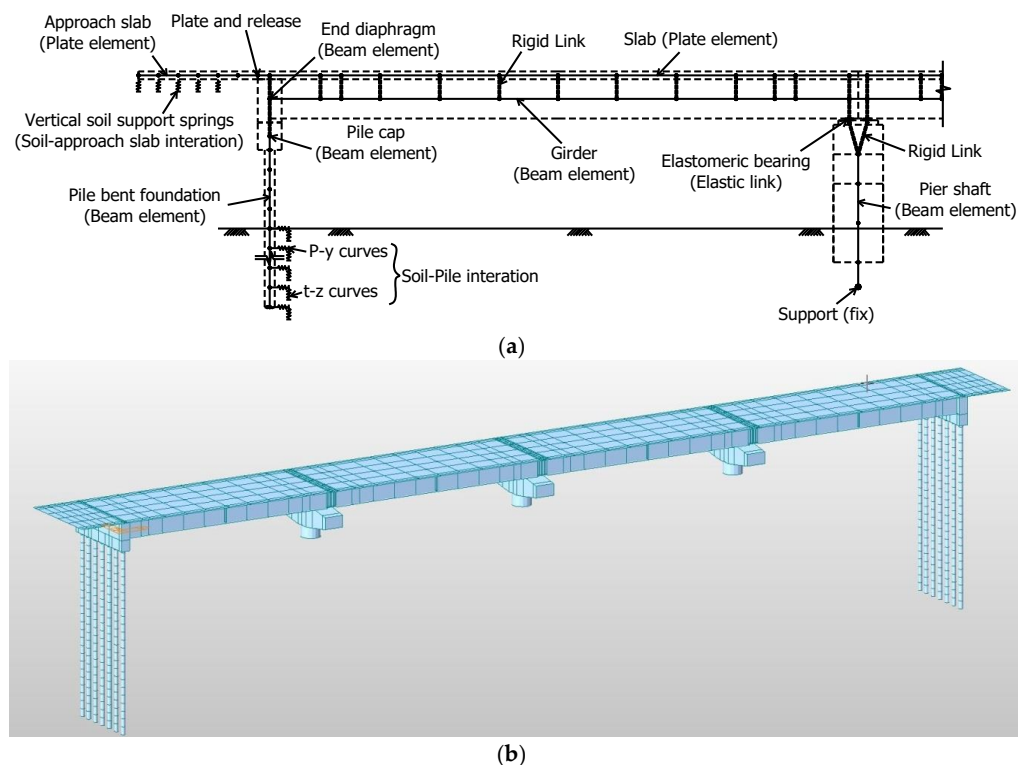 Approach slab
(Plate element)
Plate and release
End diaphragm
(Beam element)
Rigid Link
Slab (Plate element)
Vertical soil support springs
(Soil-approach slab interation)
Pile cap
(Beam element)
Girder
(Beam element)
Elastomeric bearing
(Elastic link)
Rigid Link
Pile bent foundation
(Beam element)
Pier shaft
(Beam element)
P-y curves
Soil-Pile interation
t-z curves
Support (fix)
(a)
(b)